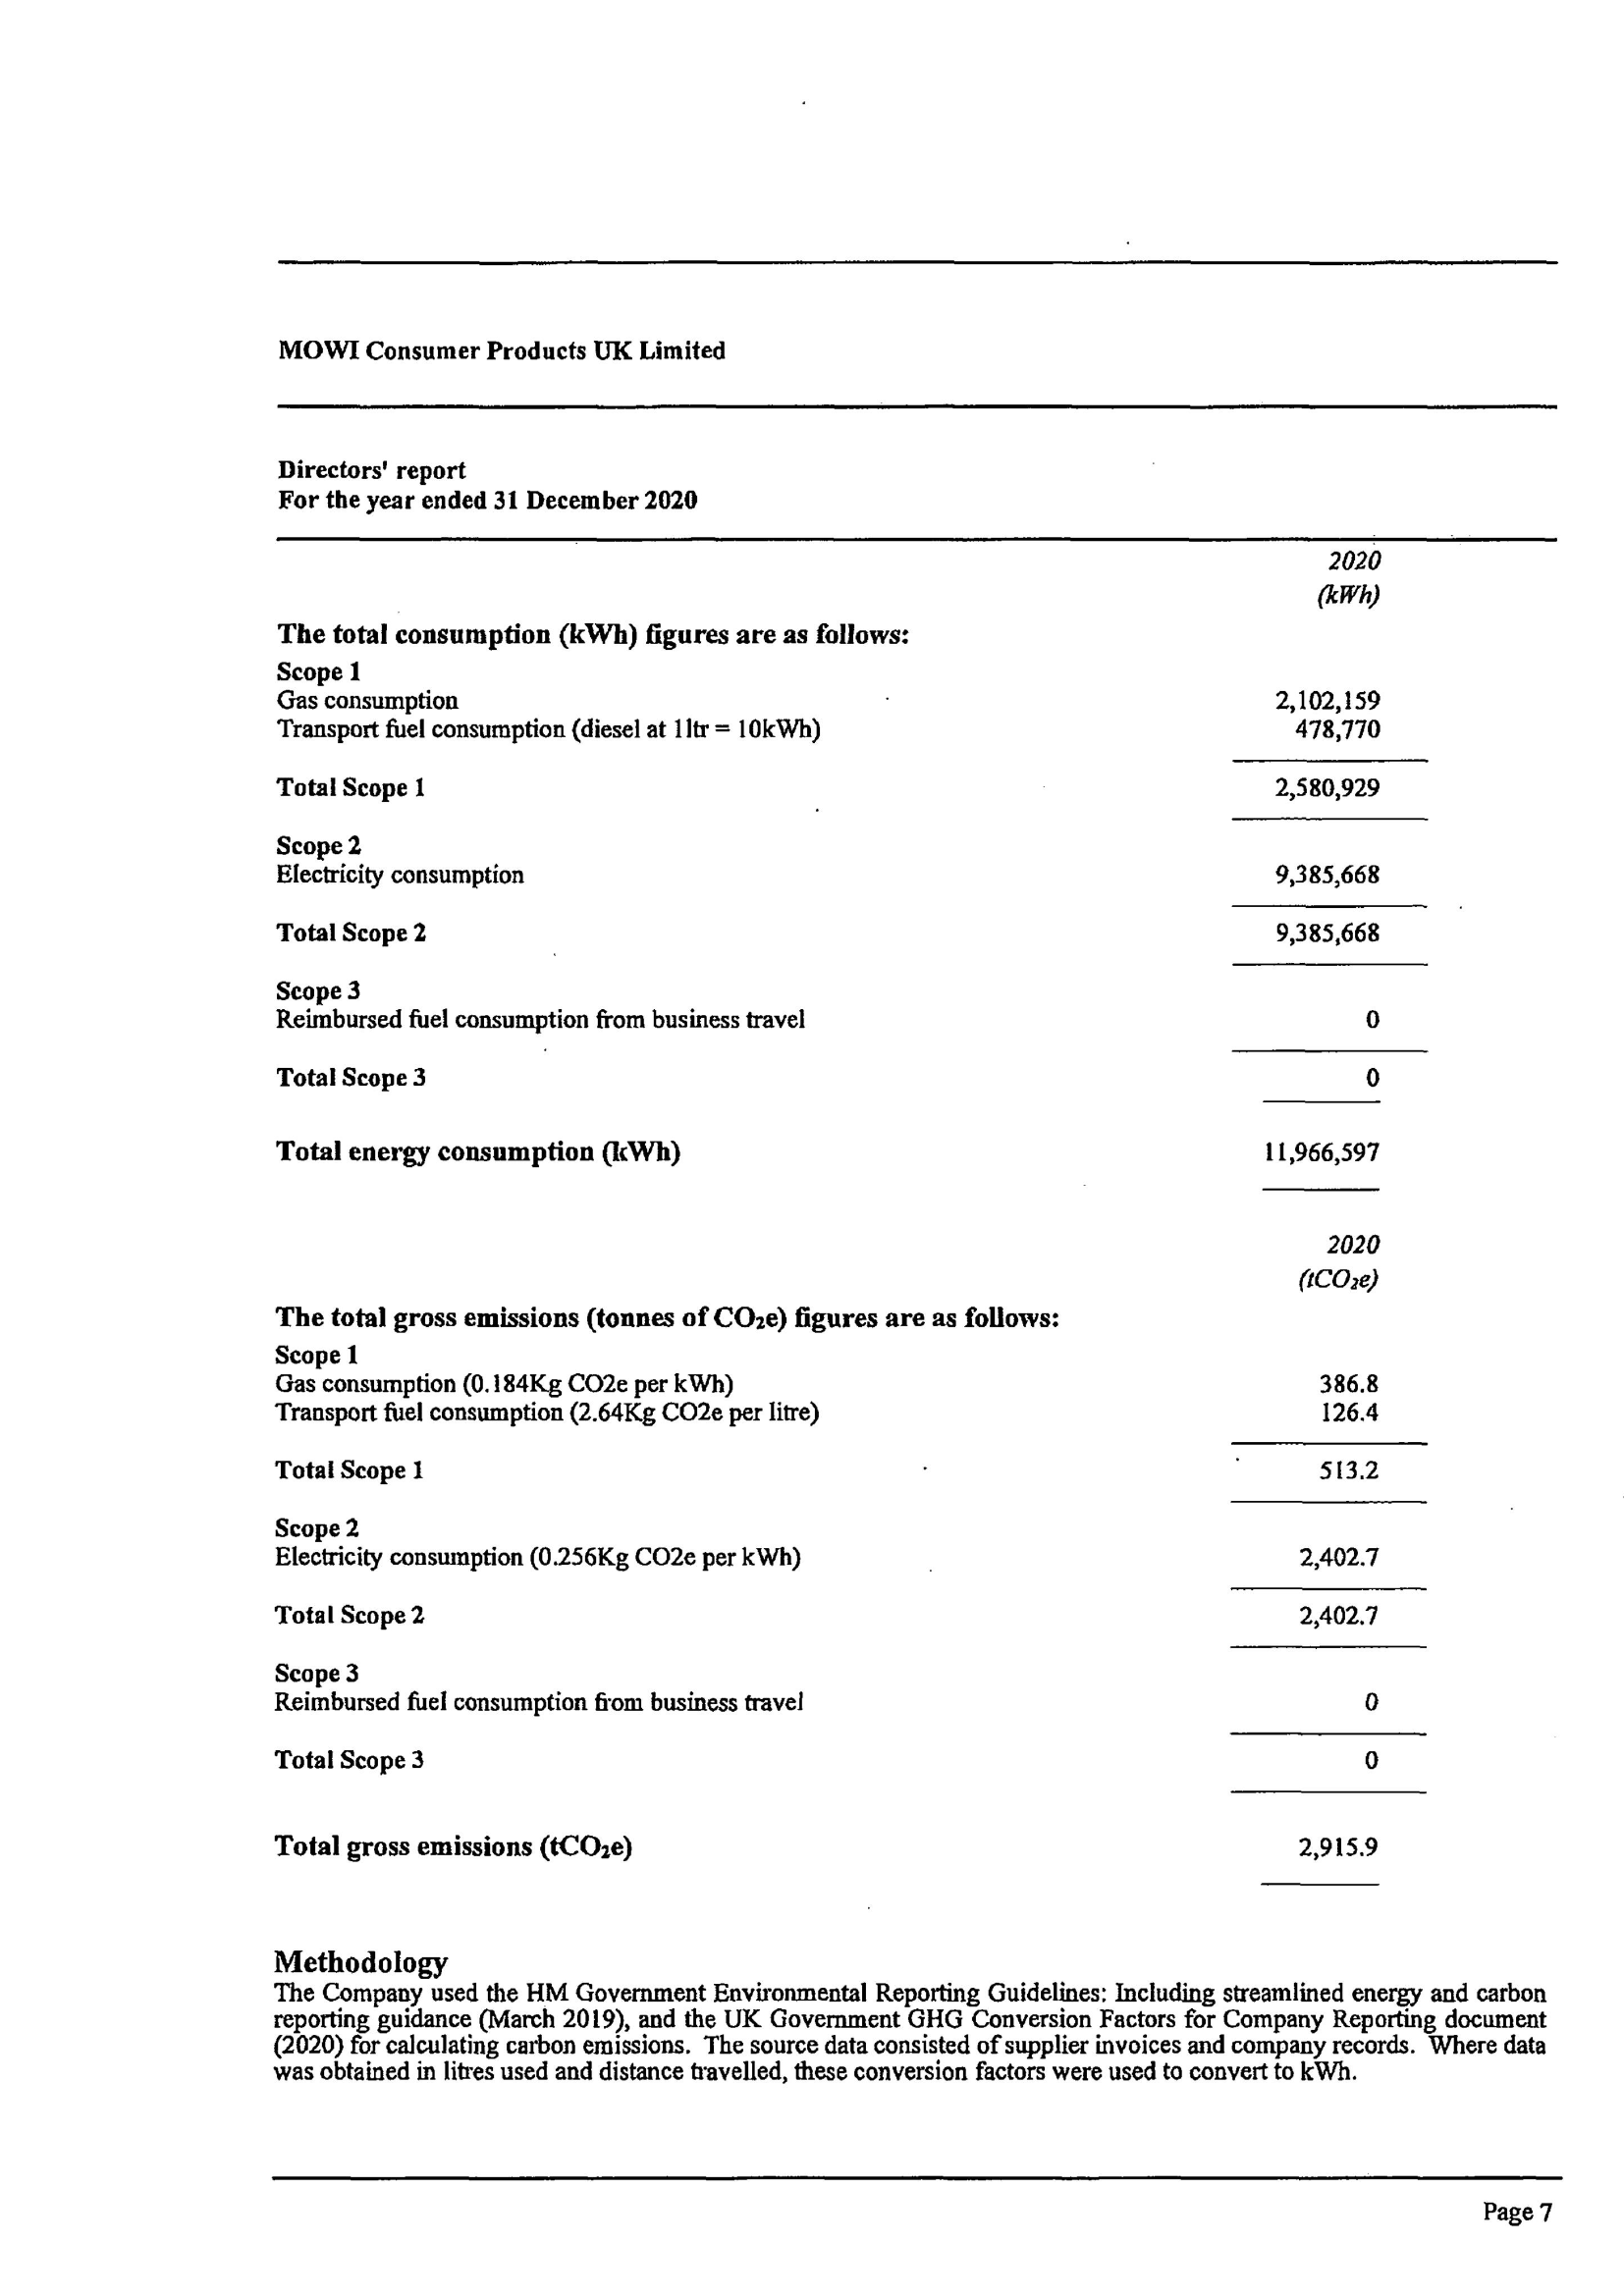 MOWI Consumer Products UK Limited
Directors' report
For the year ended 31 December 2020
2020
(kWh)
The total consumption (kWh) figures are as follows:
Scope 1
Gas consumption 2,102,159
Transport fuel consumption (diesel at 1ltr = 10kWh) 478,770
Total Scope 1 2,580,929
Scope 2
Electricity consumption 9,385,668
Total Scope 2 9,385,668
Scope 3
Reimbursed fuel consumption from business travel 0
Total Scope 3 0
Total energy consumption (kWh) 11,966,597
2020
(tCO₂e)
The total gross emissions (tonnes of CO₂e) figures are as follows:
Scope 1
Gas consumption (0.184Kg CO2e per kWh) 386.8
Transport fuel consumption (2.64Kg CO2e per litre) 126.4
Total Scope 1 513.2
Scope 2
Electricity consumption (0.256Kg CO2e per kWh) 2,402.7
Total Scope 2 2,402.7
Scope 3
Reimbursed fuel consumption from business travel 0
Total Scope 3 0
Total gross emissions (tCO₂e) 2,915.9
Methodology
The Company used the HM Government Environmental Reporting Guidelines: Including streamlined energy and carbon
reporting guidance (March 2019), and the UK Government GHG Conversion Factors for Company Reporting document
(2020) for calculating carbon emissions. The source data consisted of supplier invoices and company records. Where data
was obtained in litres used and distance travelled, these conversion factors were used to convert to kWh.
Page 7